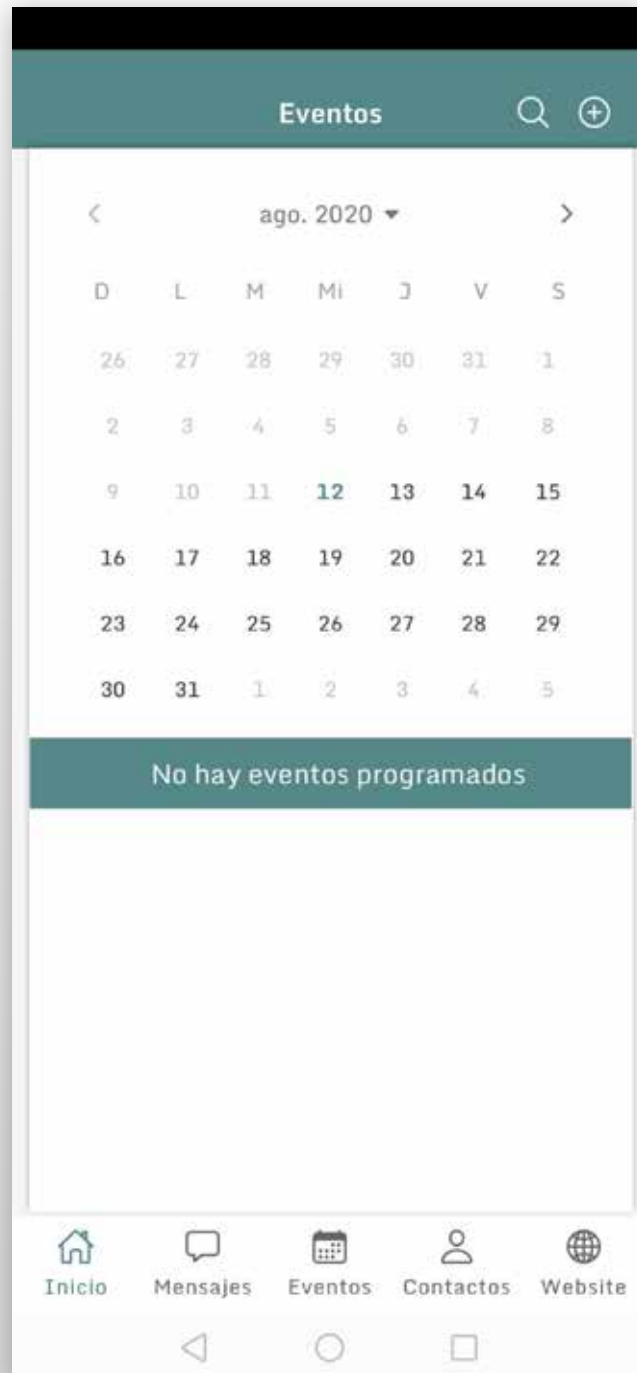 Eventos
ago. 2020
D L M Mi J V S
26 27 28 29 30 31 1
2 3 4 5 6 7 8
9 10 11 12 13 14 15
16 17 18 19 20 21 22
23 24 25 26 27 28 29
30 31 1 2 3 4 5
No hay eventos programados
Inicio Mensajes Eventos Contactos Website